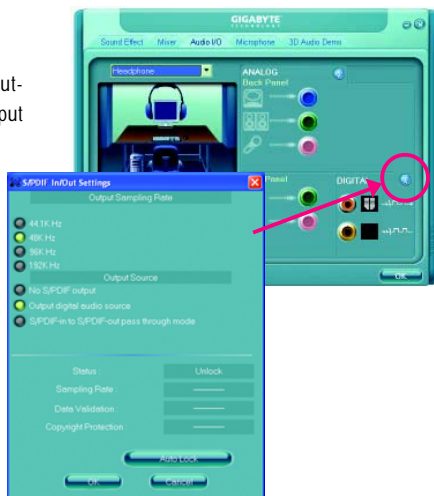 GIGABYTE
TECHNOLOGY
Sound Effect Mixer Audio I/O Microphone 3D Audio Demo
ut-
put
Headphone
ANALOG
Back Panel
Panel
DIGITAL
OK
S/PDIF In/Out Settings
Output Sampling Rate
44.1K Hz
48K Hz
96K Hz
192K Hz
Output Source
No S/PDIF output
Output digital audio source
S/PDIF-in to S/PDIF-out pass through mode
Status : Unlock
Sampling Rate :
Data Validation :
Copyright Protection :
Auto Lock
OK Cancel